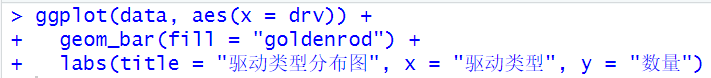 > ggplot(data, aes(x = drv)) +
+   geom_bar(fill = "goldenrod") +
+   labs(title = "驱动类型分布图", x = "驱动类型", y = "数量")